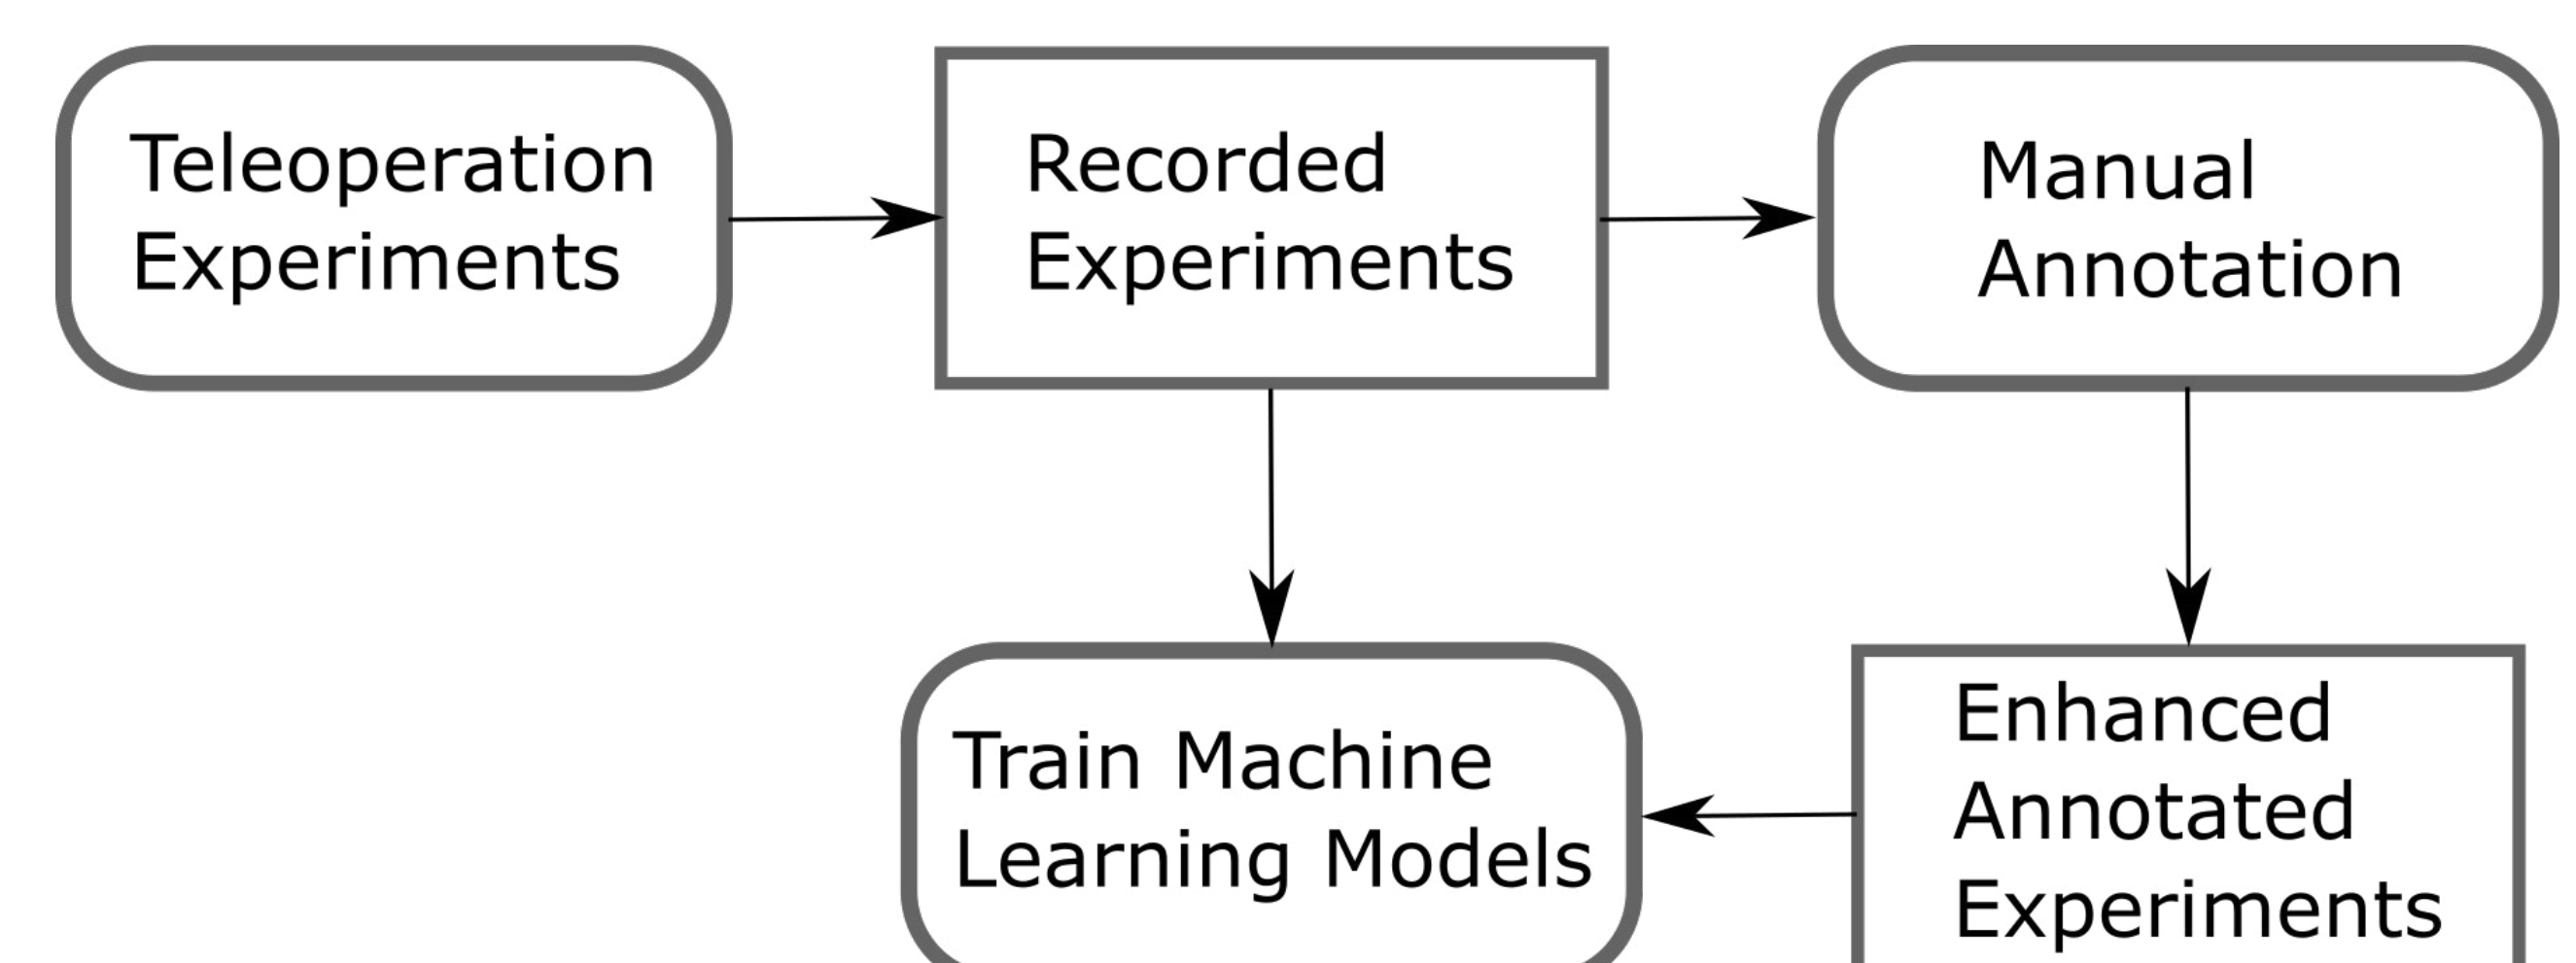 Teleoperation
Experiments
Recorded
Experiments
Manual
Annotation
Train Machine
Learning Models
Enhanced
Annotated
Experiments